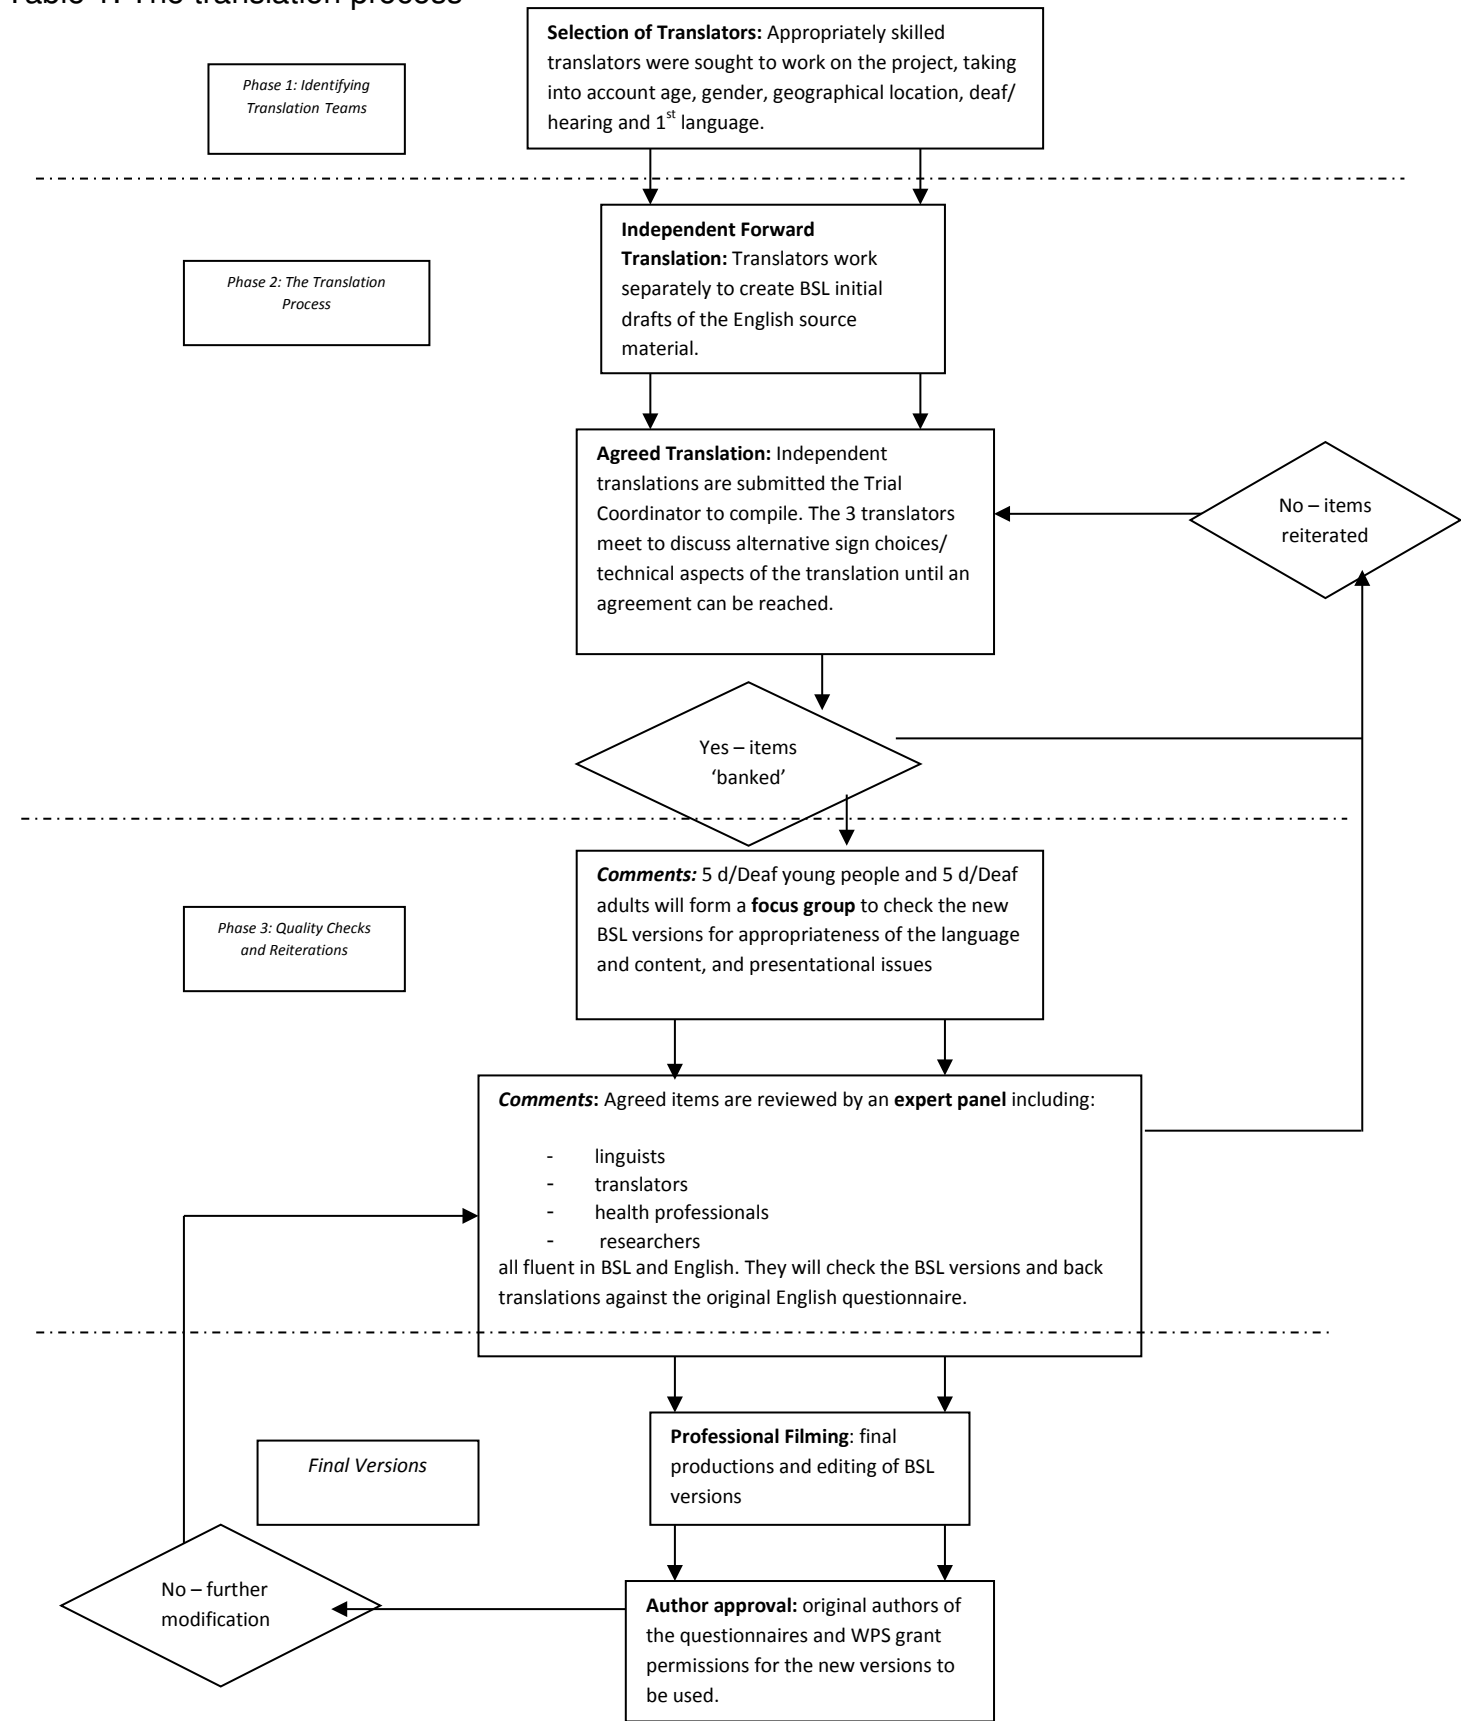 Table 1: The translation process
Selection of Translators: Appropriately skilled
translators were sought to work on the project, taking
into account age, gender, geographical location, deaf/
hearing and 1st language.
Phase 1: Identifying
Translation Teams
Independent Forward
Translation: Translators work
separately to create BSL initial
drafts of the English source
material.
Phase 2: The Translation
Process
Agreed Translation: Independent
translations are submitted the Trial
Coordinator to compile. The 3 translators
meet to discuss alternative sign choices/
technical aspects of the translation until an
agreement can be reached.
No – items
reiterated
Yes – items
‘banked’
Comments: 5 d/Deaf young people and 5 d/Deaf
adults will form a focus group to check the new
BSL versions for appropriateness of the language
and content, and presentational issues
Phase 3: Quality Checks
and Reiterations
Comments: Agreed items are reviewed by an expert panel including:
- linguists
- translators
- health professionals
- researchers
all fluent in BSL and English. They will check the BSL versions and back
translations against the original English questionnaire.
Professional Filming: final
productions and editing of BSL
versions
Final Versions
No – further
modification
Author approval: original authors of
the questionnaires and WPS grant
permissions for the new versions to
be used.